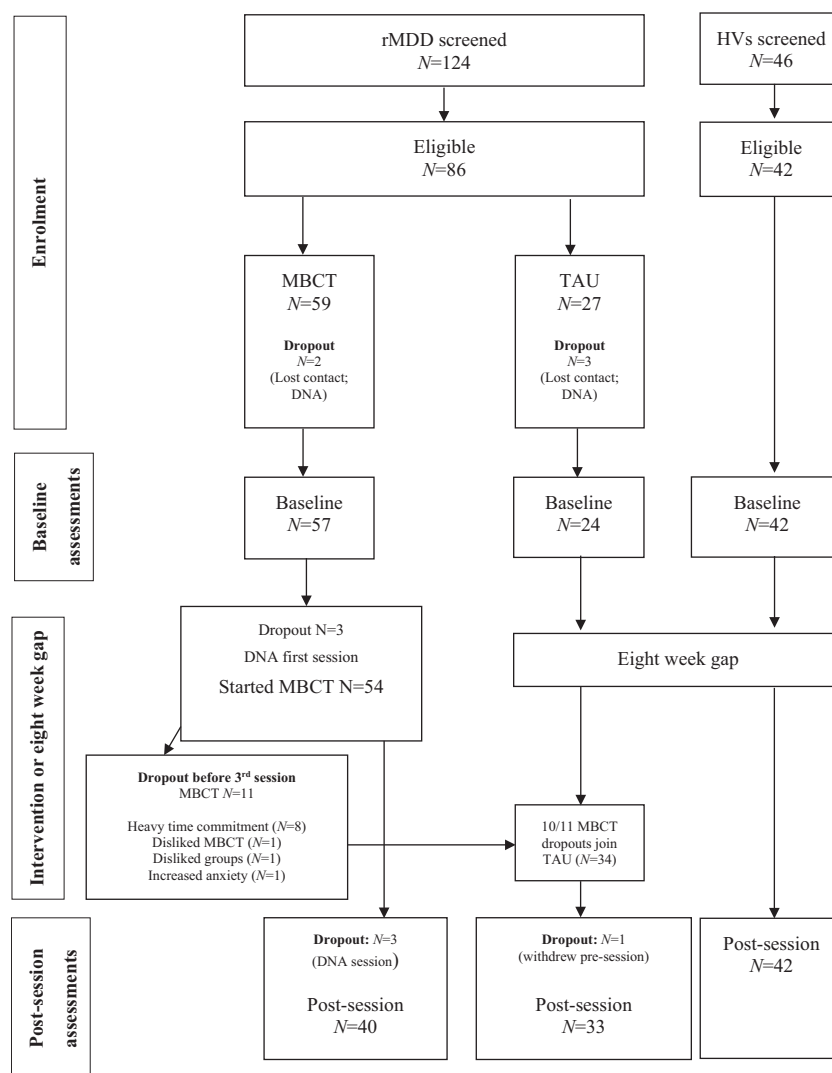 rMDD screened
N=124
HVs screened
N=46
Enrolment
Eligible
N=86
Eligible
N=42
MBCT
N=59
Dropout
N=2
(Lost contact;
DNA)
TAU
N=27
Dropout
N=3
(Lost contact;
DNA)
Baseline
assessments
Baseline
N=57
Baseline
N=24
Baseline
N=42
Intervention or eight week gap
Dropout N=3
DNA first session
Started MBCT N=54
Eight week gap
Dropout before 3rd session
MBCT N=11
Heavy time commitment (N=8)
Disliked MBCT (N=1)
Disliked groups (N=1)
Increased anxiety (N=1)
10/11 MBCT
dropouts join
TAU (N=34)
Post-session
assessments
Dropout: N=3
(DNA session)
Post-session
N=40
Dropout: N=1
(withdrew pre-session)
Post-session
N=33
Post-session
N=42